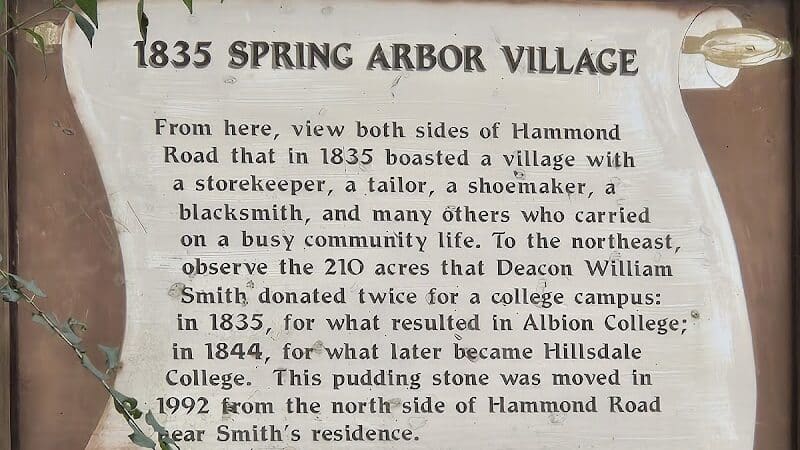 1835 SPRING ARBOR VILLAGE
From here, view both sides of Hammond
Road that in 1835 boasted a village with
a storekeeper, a tailor, a shoemaker, a
blacksmith, and many others who carried
on a busy community life. To the northeast,
observe the 210 acres that Deacon William
Smith donated twice for a college campus:
in 1835, for what resulted in Albion College;
in 1844, for what later became Hillsdale
College. This pudding stone was moved in
1992 from the north side of Hammond Road
near Smith's residence.